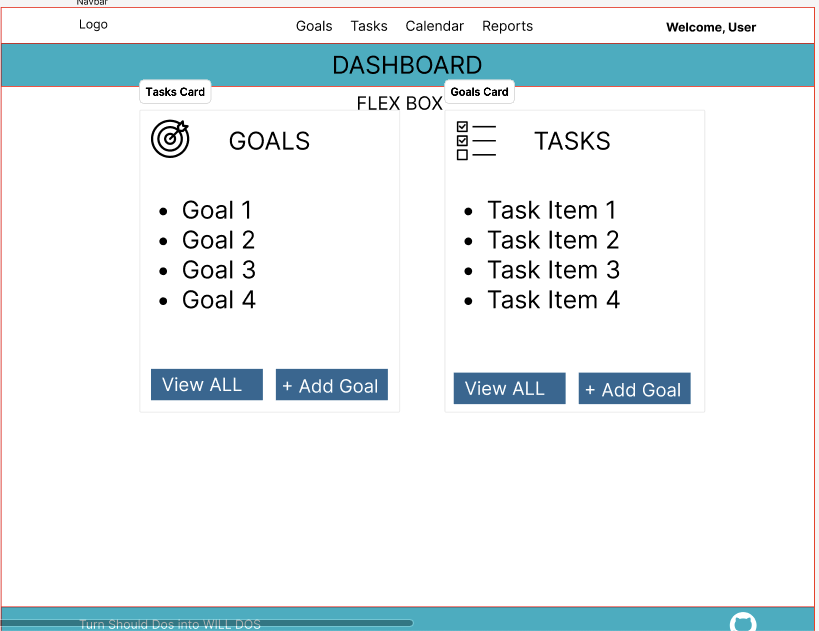 Navbar
Logo Goals Tasks Calendar Reports Welcome, User
DASHBOARD
Tasks Card Goals Card
FLEX BOX
GOALS
• Goal 1
• Goal 2
• Goal 3
• Goal 4
View ALL + Add Goal
TASKS
• Task Item 1
• Task Item 2
• Task Item 3
• Task Item 4
View ALL + Add Goal
Turn Should Dos into WILL DOS